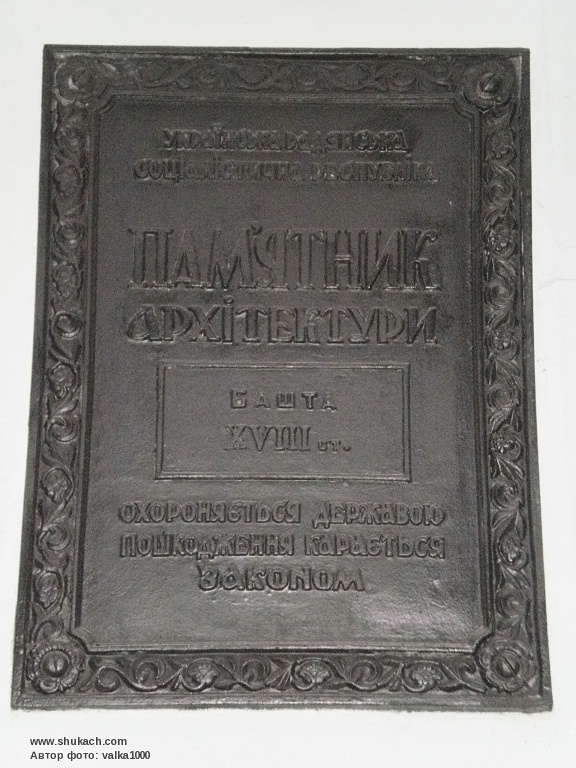 УКРАЇНСЬКА РАДЯНСЬКА
СОЦІАЛІСТИЧНА РЕСПУБЛІКА
ПАМ'ЯТНИК
АРХІТЕКТУРИ
БАШТА
XVIII ст.
ОХОРОНЯЄТЬСЯ ДЕРЖАВОЮ
ПОШКОДЖЕННЯ КАРАЄТЬСЯ
ЗАКОНОМ
www.shukach.com
Автор фото: valka1000